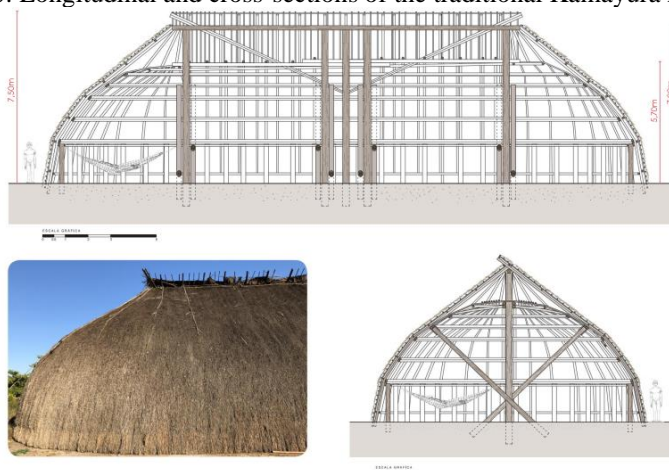 Longitudinal and cross-sections of the traditional Kamayurá
7,50m
5,70m
ESCALA GRÁFICA
ESCALA GRÁFICA